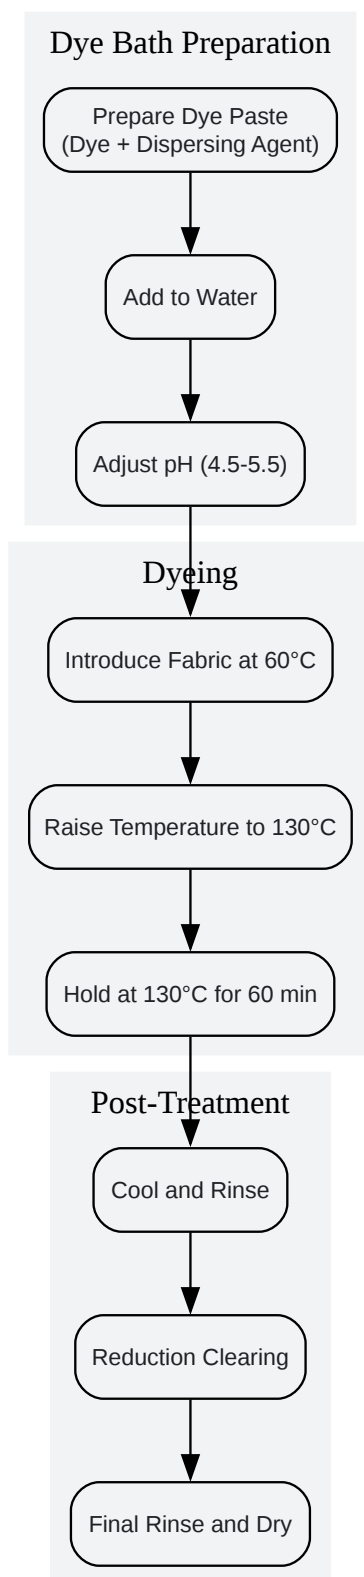 Dye Bath Preparation
Prepare Dye Paste
(Dye + Dispersing Agent)
Add to Water
Adjust pH (4.5-5.5)
Dyeing
Introduce Fabric at 60°C
Raise Temperature to 130°C
Hold at 130°C for 60 min
Post-Treatment
Cool and Rinse
Reduction Clearing
Final Rinse and Dry